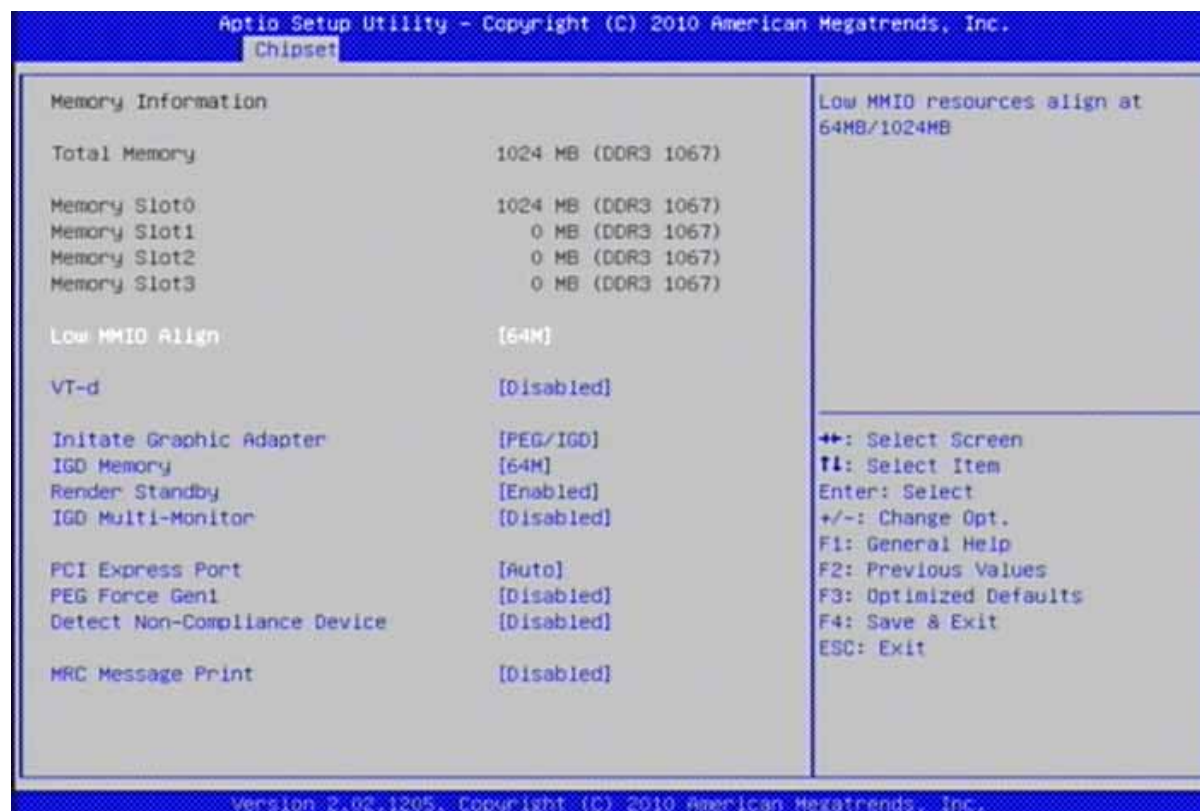 Aptio Setup Utility - Copyright (C) 2010 American Megatrends, Inc.
Chipset
Memory Information
Total Memory 1024 MB (DDR3 1067)
Memory Slot0 1024 MB (DDR3 1067)
Memory Slot1 0 MB (DDR3 1067)
Memory Slot2 0 MB (DDR3 1067)
Memory Slot3 0 MB (DDR3 1067)
Low MMIO Align [64M]
VT-d [Disabled]
Initate Graphic Adapter [PEG/IGD]
IGD Memory [64M]
Render Standby [Enabled]
IGD Multi-Monitor [Disabled]
PCI Express Port [Auto]
PEG Force Gen1 [Disabled]
Detect Non-Compliance Device [Disabled]
MRC Message Print [Disabled]
Low MMIO resources align at
64MB/1024MB
→←: Select Screen
↑↓: Select Item
Enter: Select
+/-: Change Opt.
F1: General Help
F2: Previous Values
F3: Optimized Defaults
F4: Save & Exit
ESC: Exit
Version 2.02.1205. Copyright (C) 2010 American Megatrends, Inc.